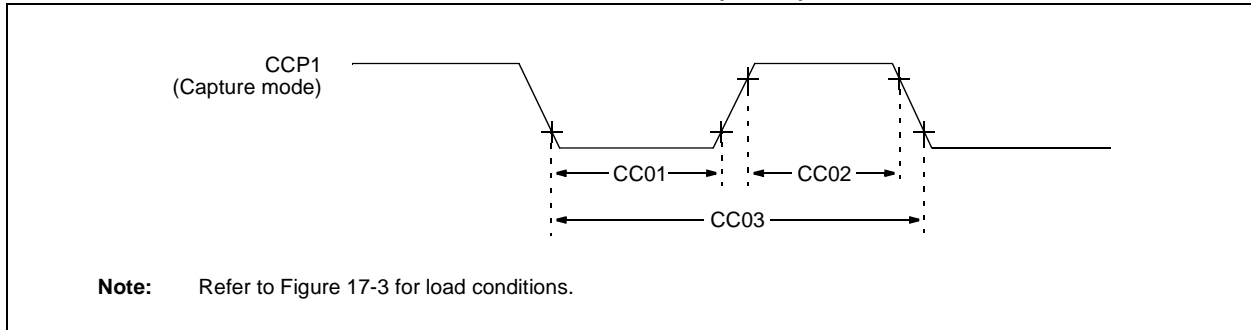 CCP1
(Capture mode)
CC01
CC02
CC03
Note: Refer to Figure 17-3 for load conditions.